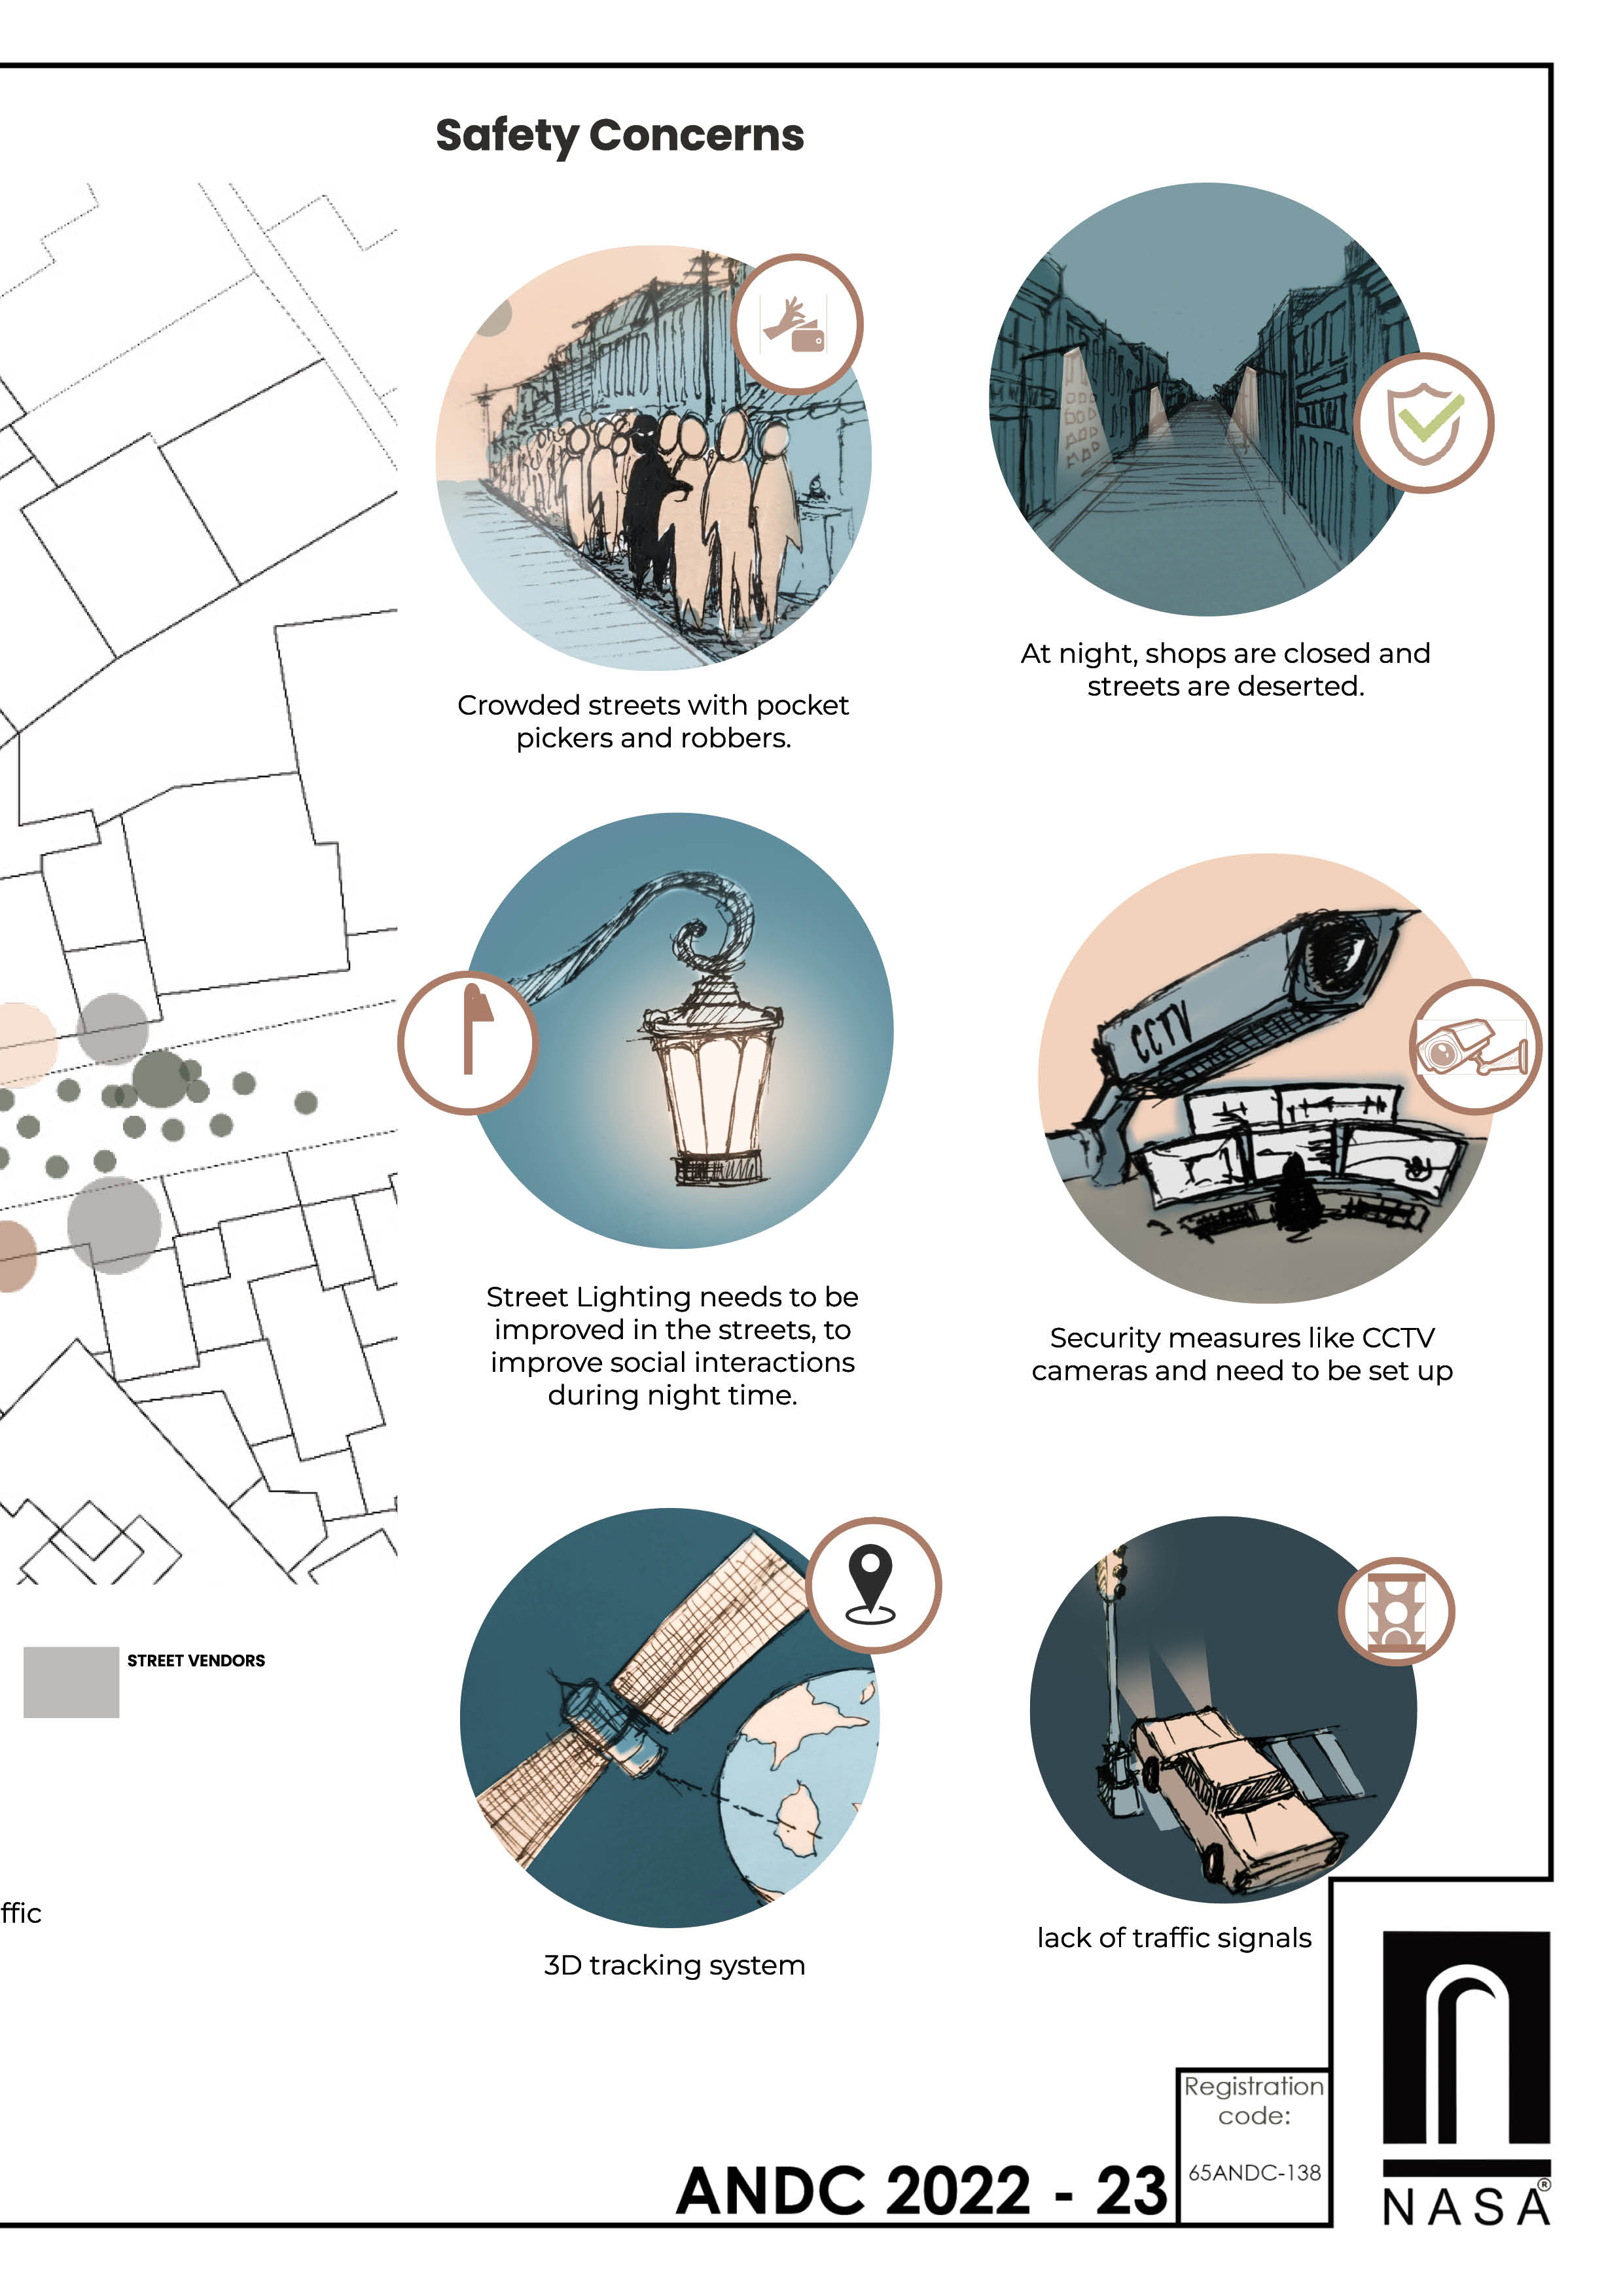 Safety Concerns
Crowded streets with pocket
pickers and robbers.
At night, shops are closed and
streets are deserted.
CCTV
Street Lighting needs to be
improved in the streets, to
improve social interactions
during night time.
Security measures like CCTV
cameras and need to be set up
STREET VENDORS
ffic
3D tracking system
lack of traffic signals
Registration
code:
65ANDC-138
ANDC 2022 - 23
NASA®